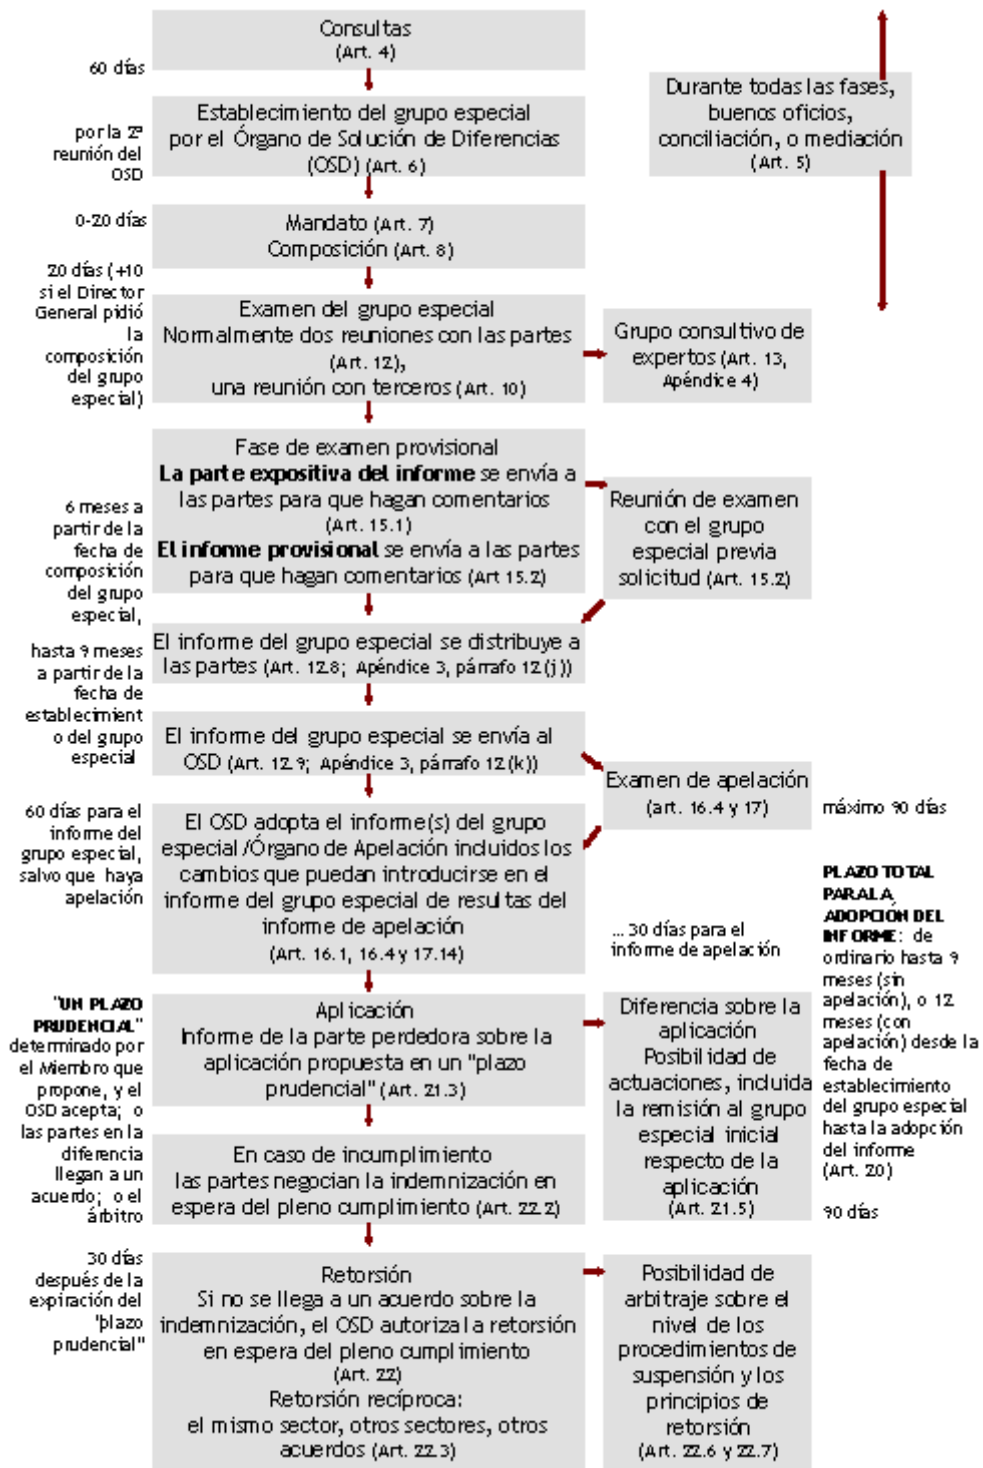 Consultas
(Art. 4)
60 días
Durante todas las fases,
buenos oficios,
conciliación, o mediación
(Art. 5)
Establecimiento del grupo especial
por el Órgano de Solución de Diferencias
(OSD) (Art. 6)
por la 2ª
reunión del
OSD
0-20 días
Mandato (Art. 7)
Composición (Art. 8)
20 días (+10
si el Director
General pidió
la
composición
del grupo
especial)
Examen del grupo especial
Normalmente dos reuniones con las partes
(Art. 12),
una reunión con terceros (Art. 10)
Grupo consultivo de
expertos (Art. 13,
Apéndice 4)
Fase de examen provisional
La parte expositiva del informe se envía a
las partes para que hagan comentarios
(Art. 15.1)
El informe provisional se envía a las partes
para que hagan comentarios (Art 15.2)
Reunión de examen
con el grupo
especial previa
solicitud (Art. 15.2)
6 meses a
partir de la
fecha de
composición
del grupo
especial,
hasta 9 meses
a partir de la
fecha de
establecimient
o del grupo
especial
El informe del grupo especial se distribuye a
las partes (Art. 12.8; Apéndice 3, párrafo 12(j))
El informe del grupo especial se envía al
OSD (Art. 12.9; Apéndice 3, párrafo 12(k))
Examen de apelación
(art. 16.4 y 17)
máximo 90 días
60 días para el
informe del
grupo especial,
salvo que haya
apelación
El OSD adopta el informe(s) del grupo
especial/Órgano de Apelación incluidos los
cambios que puedan introducirse en el
informe del grupo especial de resultas del
informe de apelación
(Art. 16.1, 16.4 y 17.14)
... 30 días para el
informe de apelación
PLAZO TOTAL
PARA LA
ADOPCIÓN DEL
INFORME: de
ordinario hasta 9
meses (sin
apelación), o 12
meses (con
apelación) desde la
fecha de
establecimiento
del grupo especial
hasta la adopción
del informe
(Art. 20)
"UN PLAZO
PRUDENCIAL"
determinado por
el Miembro que
propone, y el
OSD acepta; o
las partes en la
diferencia
llegan a un
acuerdo; o el
árbitro
Aplicación
Informe de la parte perdedora sobre la
aplicación propuesta en un "plazo
prudencial" (Art. 21.3)
Diferencia sobre la
aplicación
Posibilidad de
actuaciones, incluida
la remisión al grupo
especial inicial
respecto de la
aplicación
(Art. 21.5)
90 días
En caso de incumplimiento
las partes negocian la indemnización en
espera del pleno cumplimiento (Art. 22.2)
30 días
después de la
expiración del
"plazo
prudencial"
Retorsión
Si no se llega a un acuerdo sobre la
indemnización, el OSD autoriza la retorsión
en espera del pleno cumplimiento
(Art. 22)
Retorsión recíproca:
el mismo sector, otros sectores, otros
acuerdos (Art. 22.3)
Posibilidad de
arbitraje sobre el
nivel de los
procedimientos de
suspensión y los
principios de
retorsión
(Art. 22.6 y 22.7)